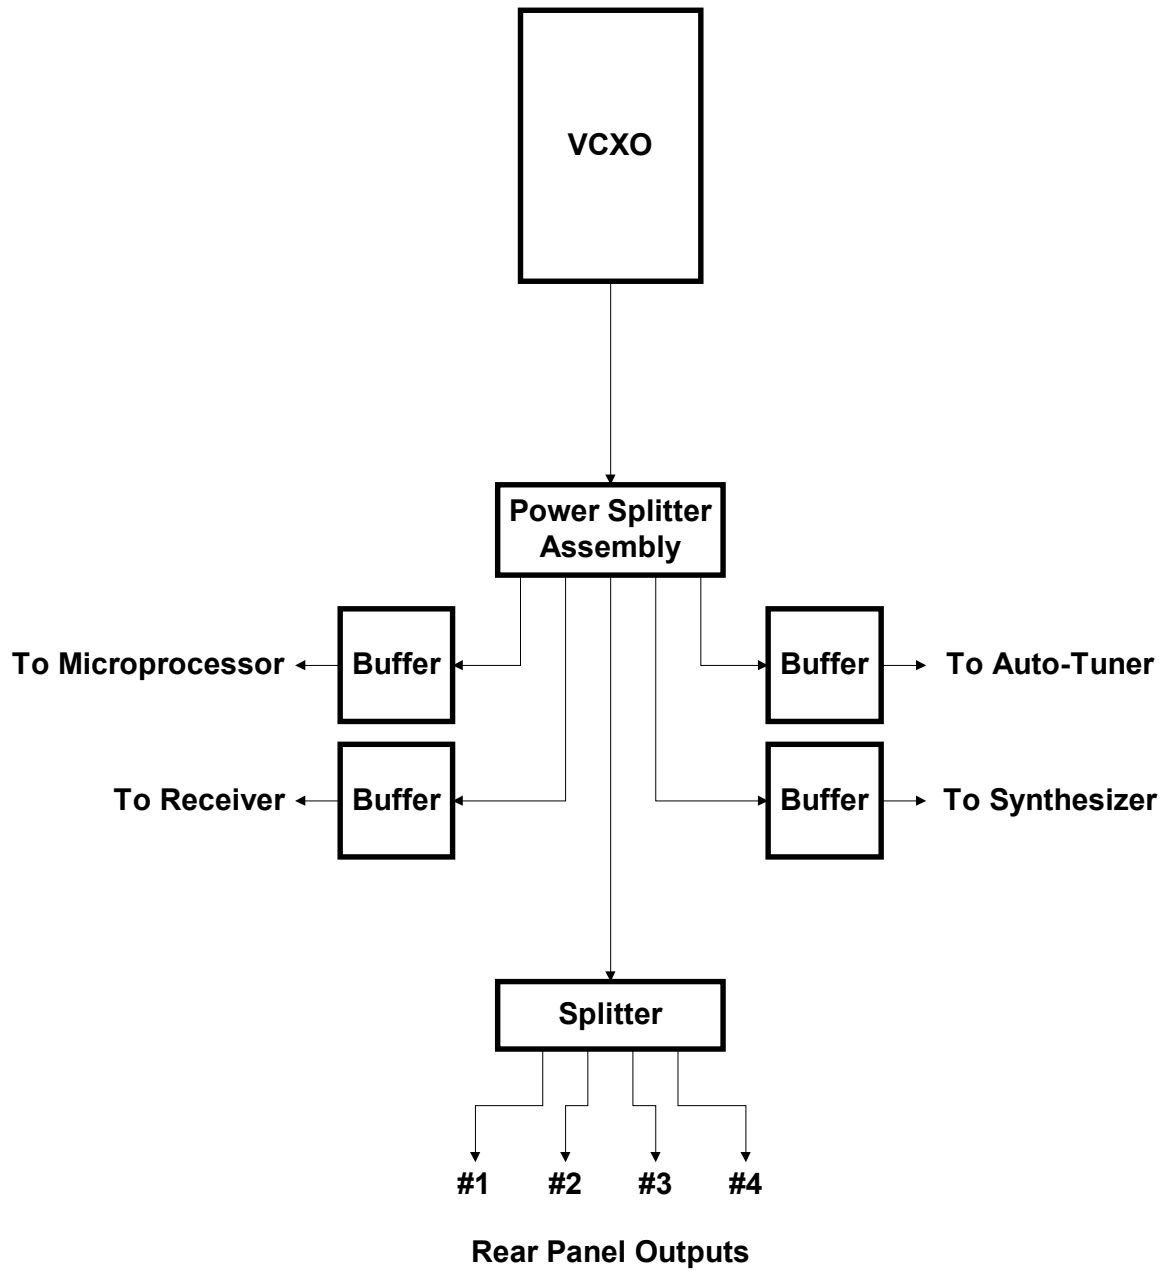 VCXO
Power Splitter
Assembly
To Microprocessor
Buffer
Buffer
To Auto-Tuner
To Receiver
Buffer
Buffer
To Synthesizer
Splitter
#1
#2
#3
#4
Rear Panel Outputs